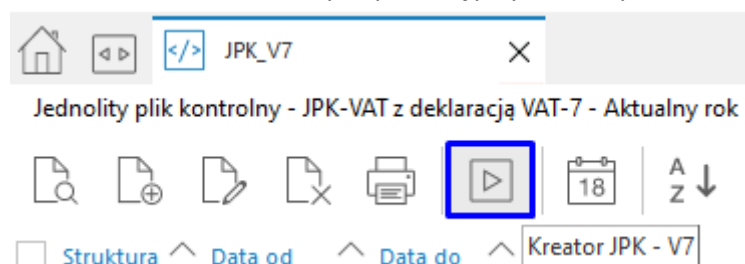 </> JPK_V7
Jednolity plik kontrolny - JPK-VAT z deklaracją VAT-7 - Aktualny rok
18 A Z
Struktura Data od Data do Kreator JPK - V7